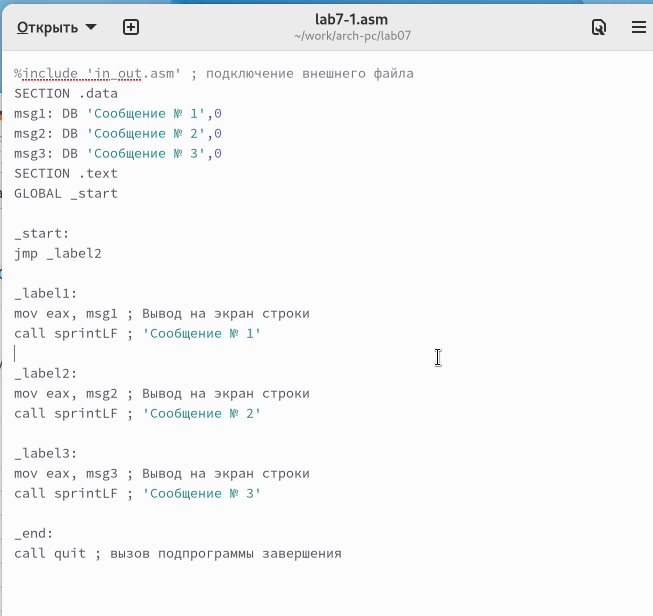 Открыть
lab7-1.asm
~/work/arch-pc/lab07
%include 'in_out.asm' ; подключение внешнего файла
SECTION .data
msg1: DB 'Сообщение № 1',0
msg2: DB 'Сообщение № 2',0
msg3: DB 'Сообщение № 3',0
SECTION .text
GLOBAL _start
_start:
jmp _label2
_label1:
mov eax, msg1 ; Вывод на экран строки
call sprintLF ; 'Сообщение № 1'
_label2:
mov eax, msg2 ; Вывод на экран строки
call sprintLF ; 'Сообщение № 2'
_label3:
mov eax, msg3 ; Вывод на экран строки
call sprintLF ; 'Сообщение № 3'
_end:
call quit ; вызов подпрограммы завершения